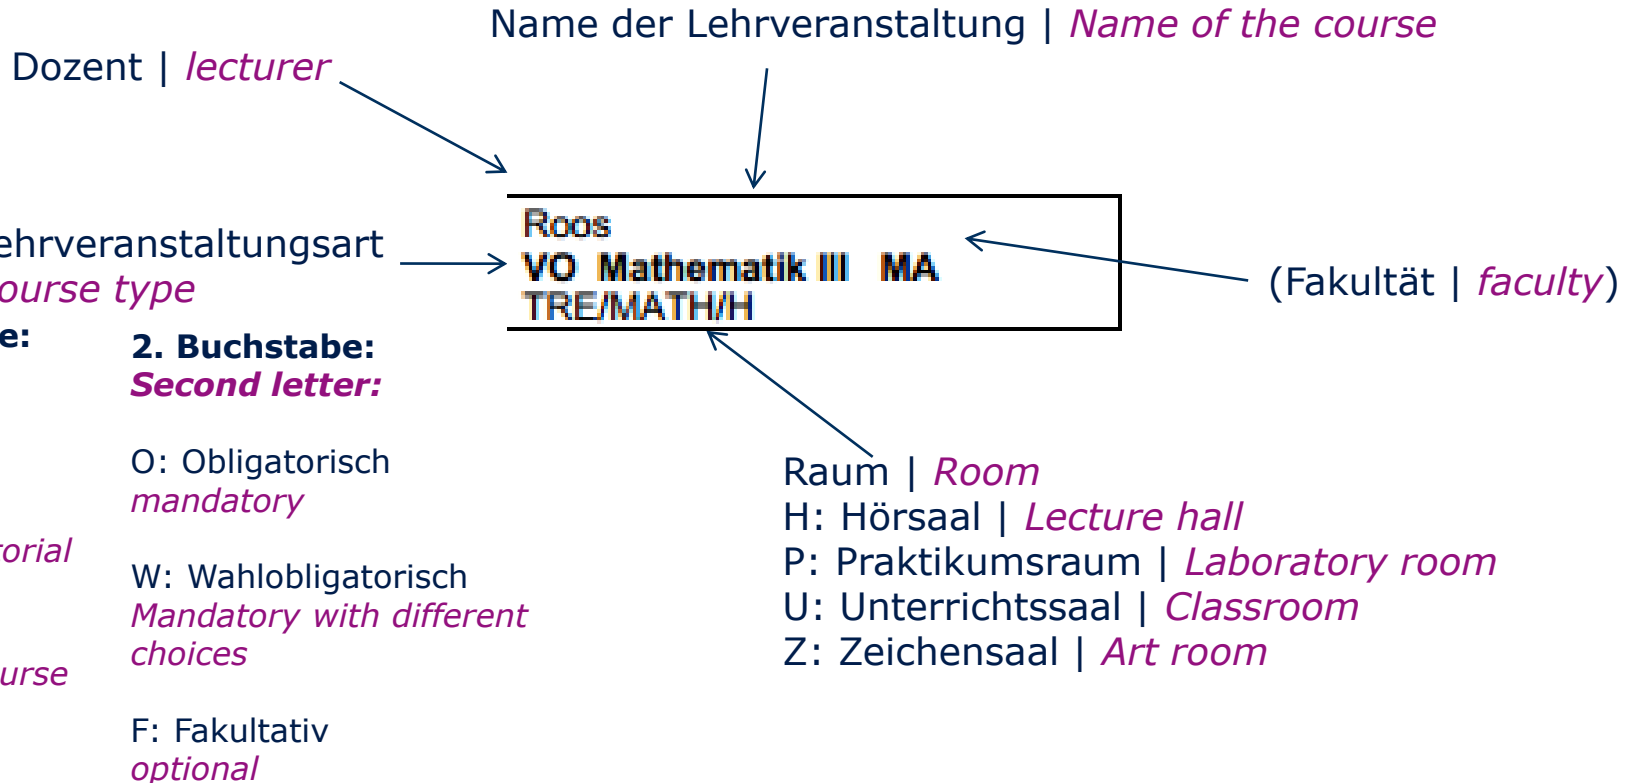 Name der Lehrveranstaltung | Name of the course
Dozent | lecturer
Roos
VO Mathematik III MA
TRE/MATH/H
ehrveranstaltungsart
ourse type
(Fakultät | faculty)
e:
2. Buchstabe:
Second letter:
O: Obligatorisch
mandatory
orial
W: Wahlobligatorisch
Mandatory with different
choices
urse
F: Fakultativ
optional
Raum | Room
H: Hörsaal | Lecture hall
P: Praktikumsraum | Laboratory room
U: Unterrichtssaal | Classroom
Z: Zeichensaal | Art room